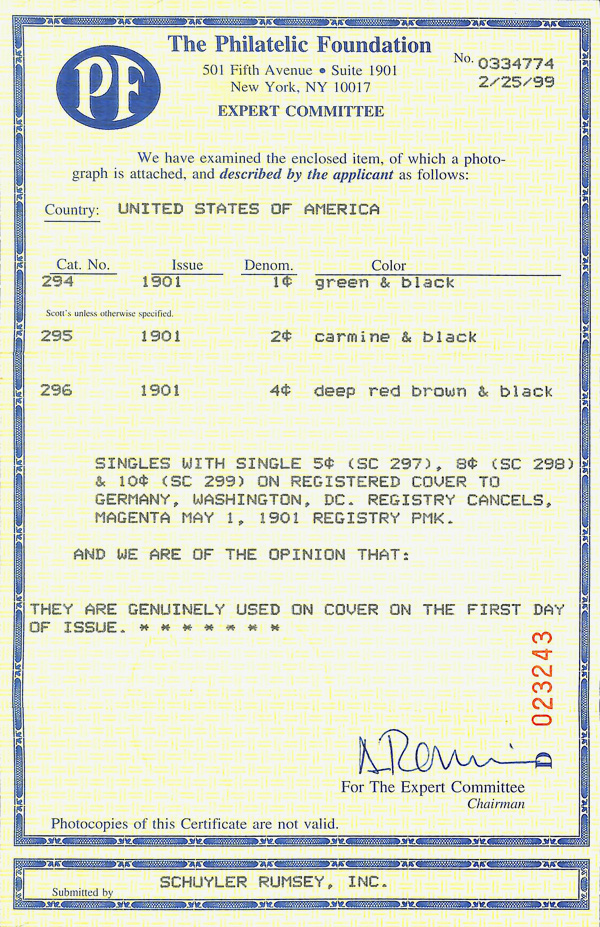 PF
The Philatelic Foundation
501 Fifth Avenue • Suite 1901
New York, NY 10017
EXPERT COMMITTEE
No. 0334774
2/25/99
We have examined the enclosed item, of which a photo-
graph is attached, and described by the applicant as follows:
Country: UNITED STATES OF AMERICA
Cat. No. Issue Denom. Color
294 1901 1¢ green & black
Scott's unless otherwise specified.
295 1901 2¢ carmine & black
296 1901 4¢ deep red brown & black
SINGLES WITH SINGLE 5¢ (SC 297), 8¢ (SC 298)
& 10¢ (SC 299) ON REGISTERED COVER TO
GERMANY, WASHINGTON, DC. REGISTRY CANCELS,
MAGENTA MAY 1, 1901 REGISTRY PMK.
AND WE ARE OF THE OPINION THAT:
THEY ARE GENUINELY USED ON COVER ON THE FIRST DAY
OF ISSUE. * * * * * * *
D 023243
For The Expert Committee
Chairman
Photocopies of this Certificate are not valid.
Submitted by SCHUYLER RUMSEY, INC.